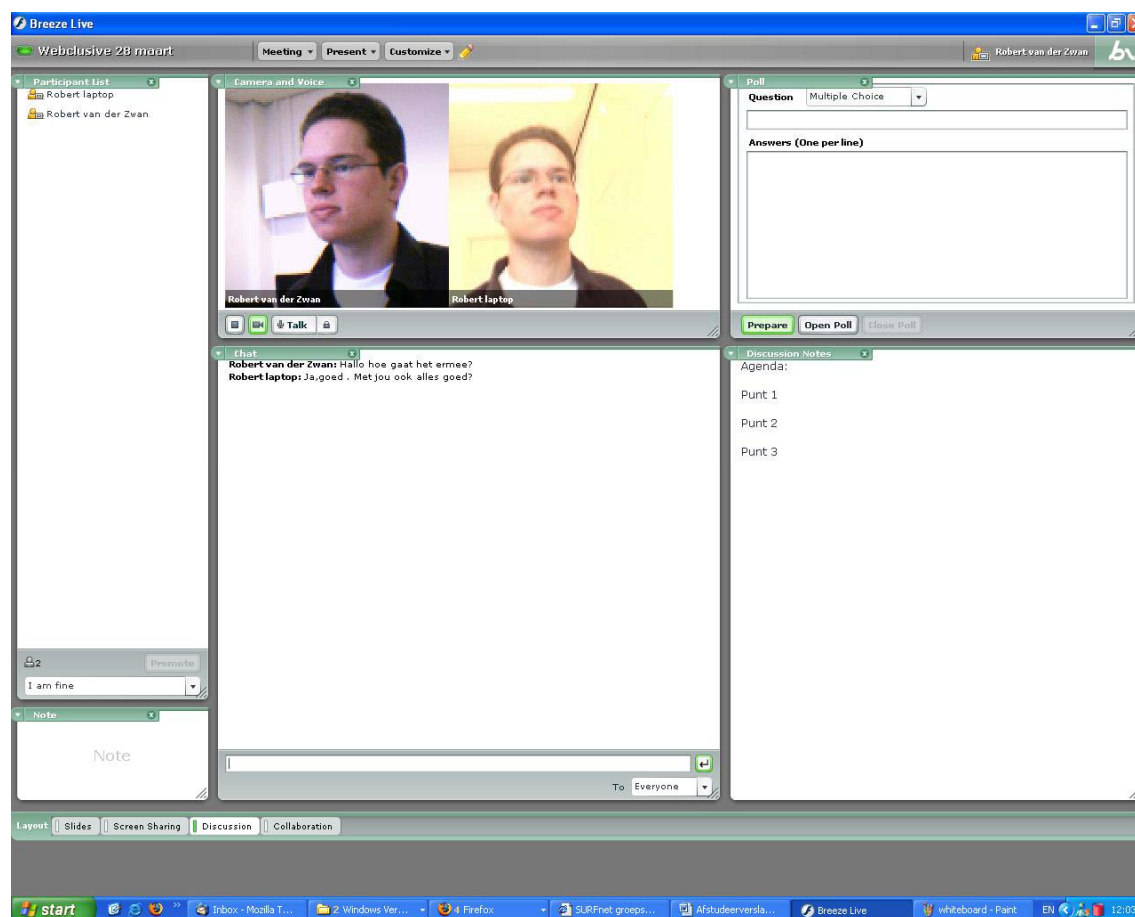 Breeze Live
Webclusive 28 maart
Meeting
Present
Customize
Robert van der Zwan
Participant List
Robert laptop
Robert van der Zwan
2
Promote
I am fine
Note
Note
Camera and Voice
Robert van der Zwan
Robert laptop
Talk
Chat
Robert van der Zwan: Hallo hoe gaat het ermee?
Robert laptop: Ja,goed . Met jou ook alles goed?
To Everyone
Poll
Question Multiple Choice
Answers (One per line)
Prepare Open Poll Close Poll
Discussion Notes
Agenda:
Punt 1
Punt 2
Punt 3
Layout Slides Screen Sharing Discussion Collaboration
start
Inbox - Mozilla T...
2 Windows Ver...
4 Firefox
SURFnet groeps...
Afstudeerversla...
Breeze Live
whiteboard - Paint
EN
12:03